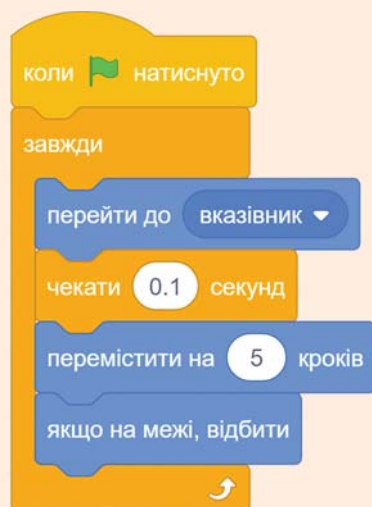 коли натиснуто
завжди
перейти до вказівник
чекати 0.1 секунд
перемістити на 5 кроків
якщо на межі, відбити